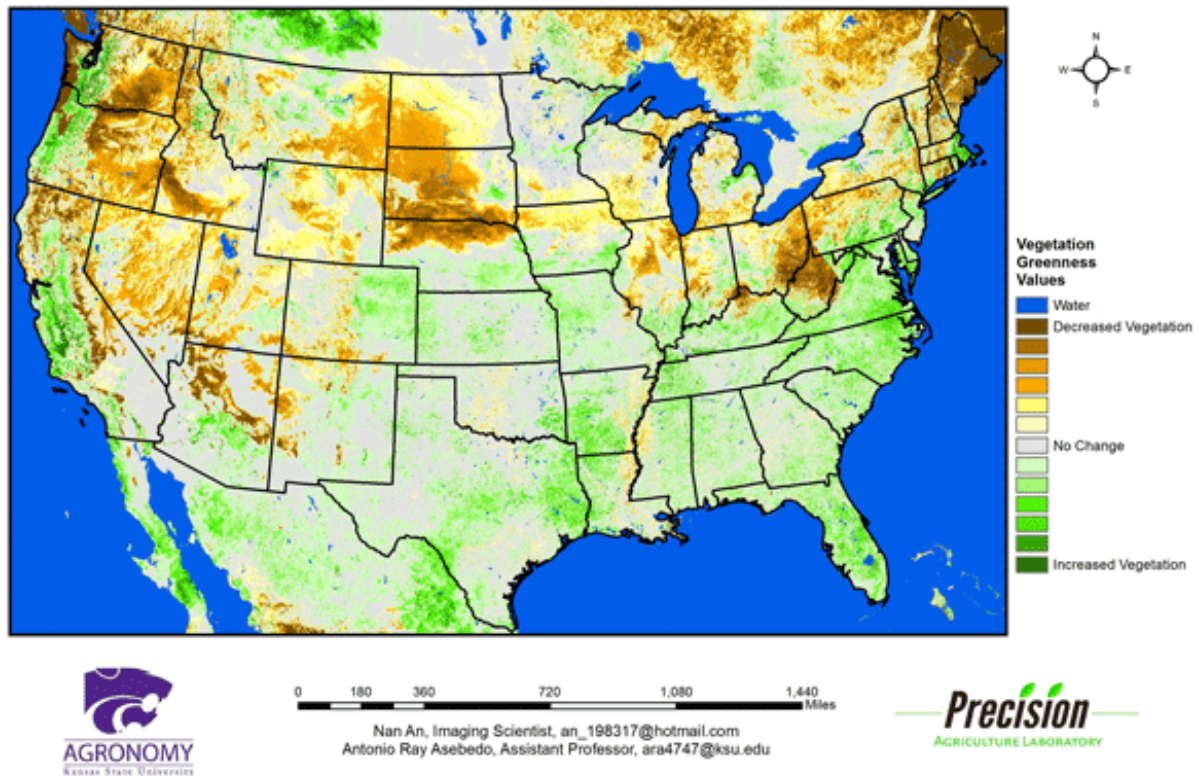 N
W
E
S
Vegetation
Greenness
Values
Water
Decreased Vegetation
No Change
Increased Vegetation
0 180 360 720 1,080 1,440
Miles
Nan An, Imaging Scientist, an_198317@hotmail.com
Antonio Ray Asebedo, Assistant Professor, ara4747@ksu.edu
AGRONOMY
Kansas State University
Precision
AGRICULTURE LABORATORY